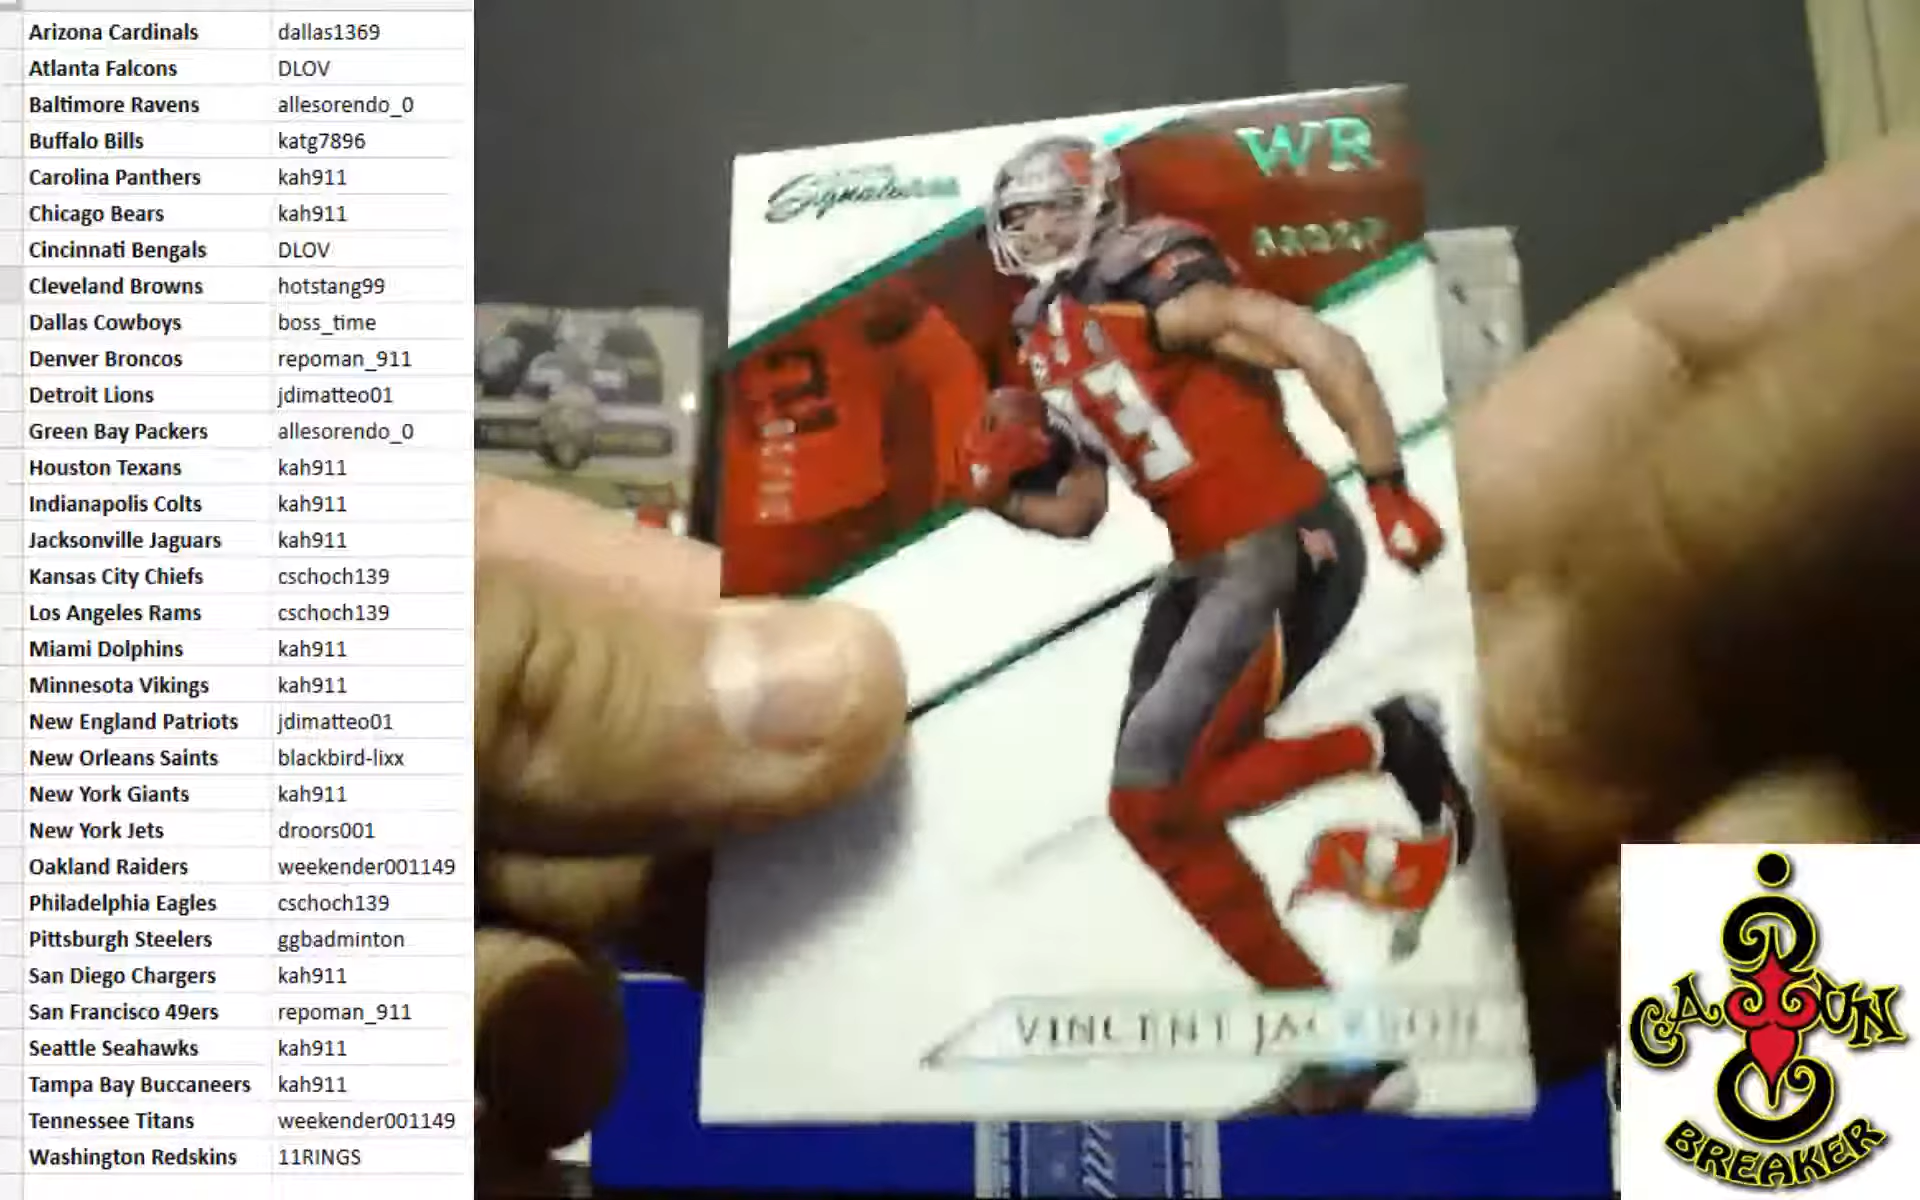 Arizona Cardinals dallas1369
Atlanta Falcons DLOV
Baltimore Ravens allesorendo_0
Buffalo Bills katg7896
Carolina Panthers kah911
Chicago Bears kah911
Cincinnati Bengals DLOV
Cleveland Browns hotstang99
Dallas Cowboys boss_time
Denver Broncos repoman_911
Detroit Lions jdimatteo01
Green Bay Packers allesorendo_0
Houston Texans kah911
Indianapolis Colts kah911
Jacksonville Jaguars kah911
Kansas City Chiefs cschoch139
Los Angeles Rams cschoch139
Miami Dolphins kah911
Minnesota Vikings kah911
New England Patriots jdimatteo01
New Orleans Saints blackbird-lixx
New York Giants kah911
New York Jets droors001
Oakland Raiders weekender001149
Philadelphia Eagles cschoch139
Pittsburgh Steelers ggbadminton
San Diego Chargers kah911
San Francisco 49ers repoman_911
Seattle Seahawks kah911
Tampa Bay Buccaneers kah911
Tennessee Titans weekender001149
Washington Redskins 11RINGS
Signatures
WR
83
VINCENT JACKSON
CAJUN
BREAKER